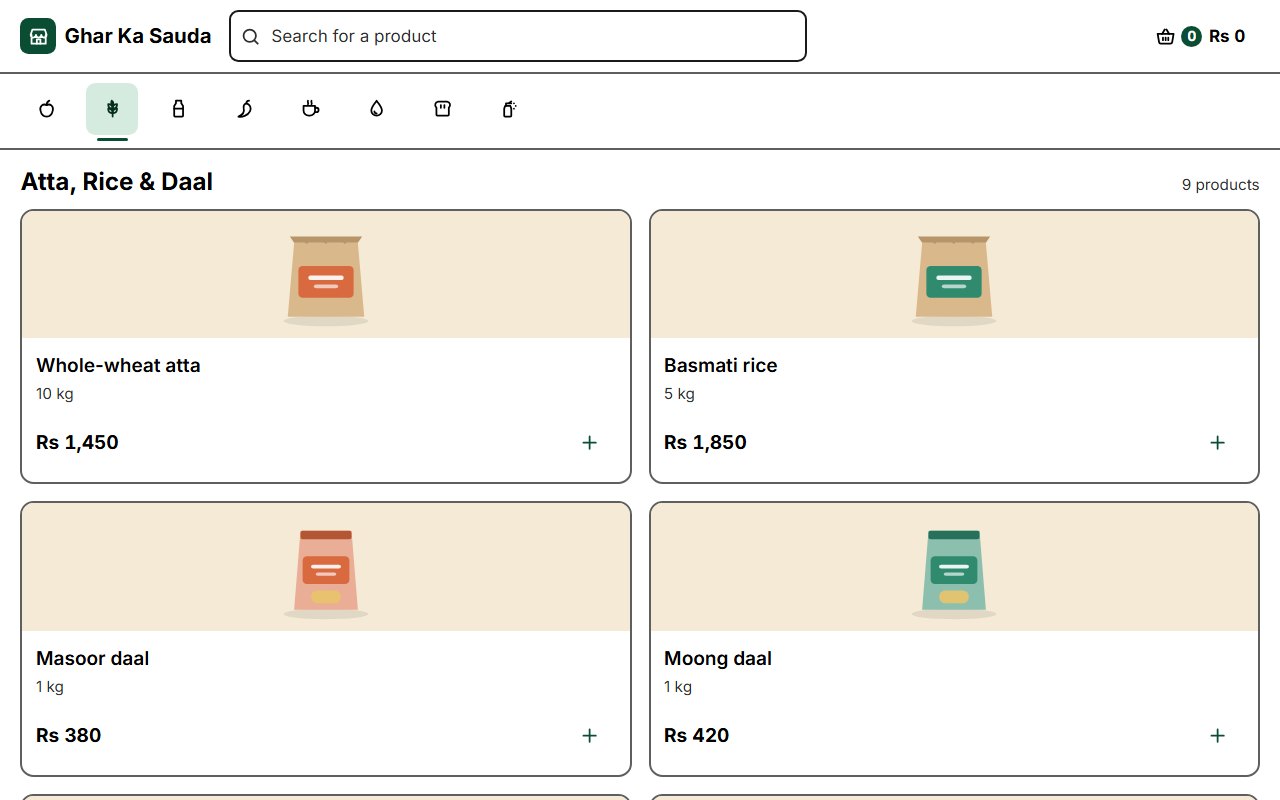 Ghar Ka Sauda
Search for a product
0 Rs 0
Atta, Rice & Daal
9 products
Whole-wheat atta
10 kg
Rs 1,450
Basmati rice
5 kg
Rs 1,850
Masoor daal
1 kg
Rs 380
Moong daal
1 kg
Rs 420